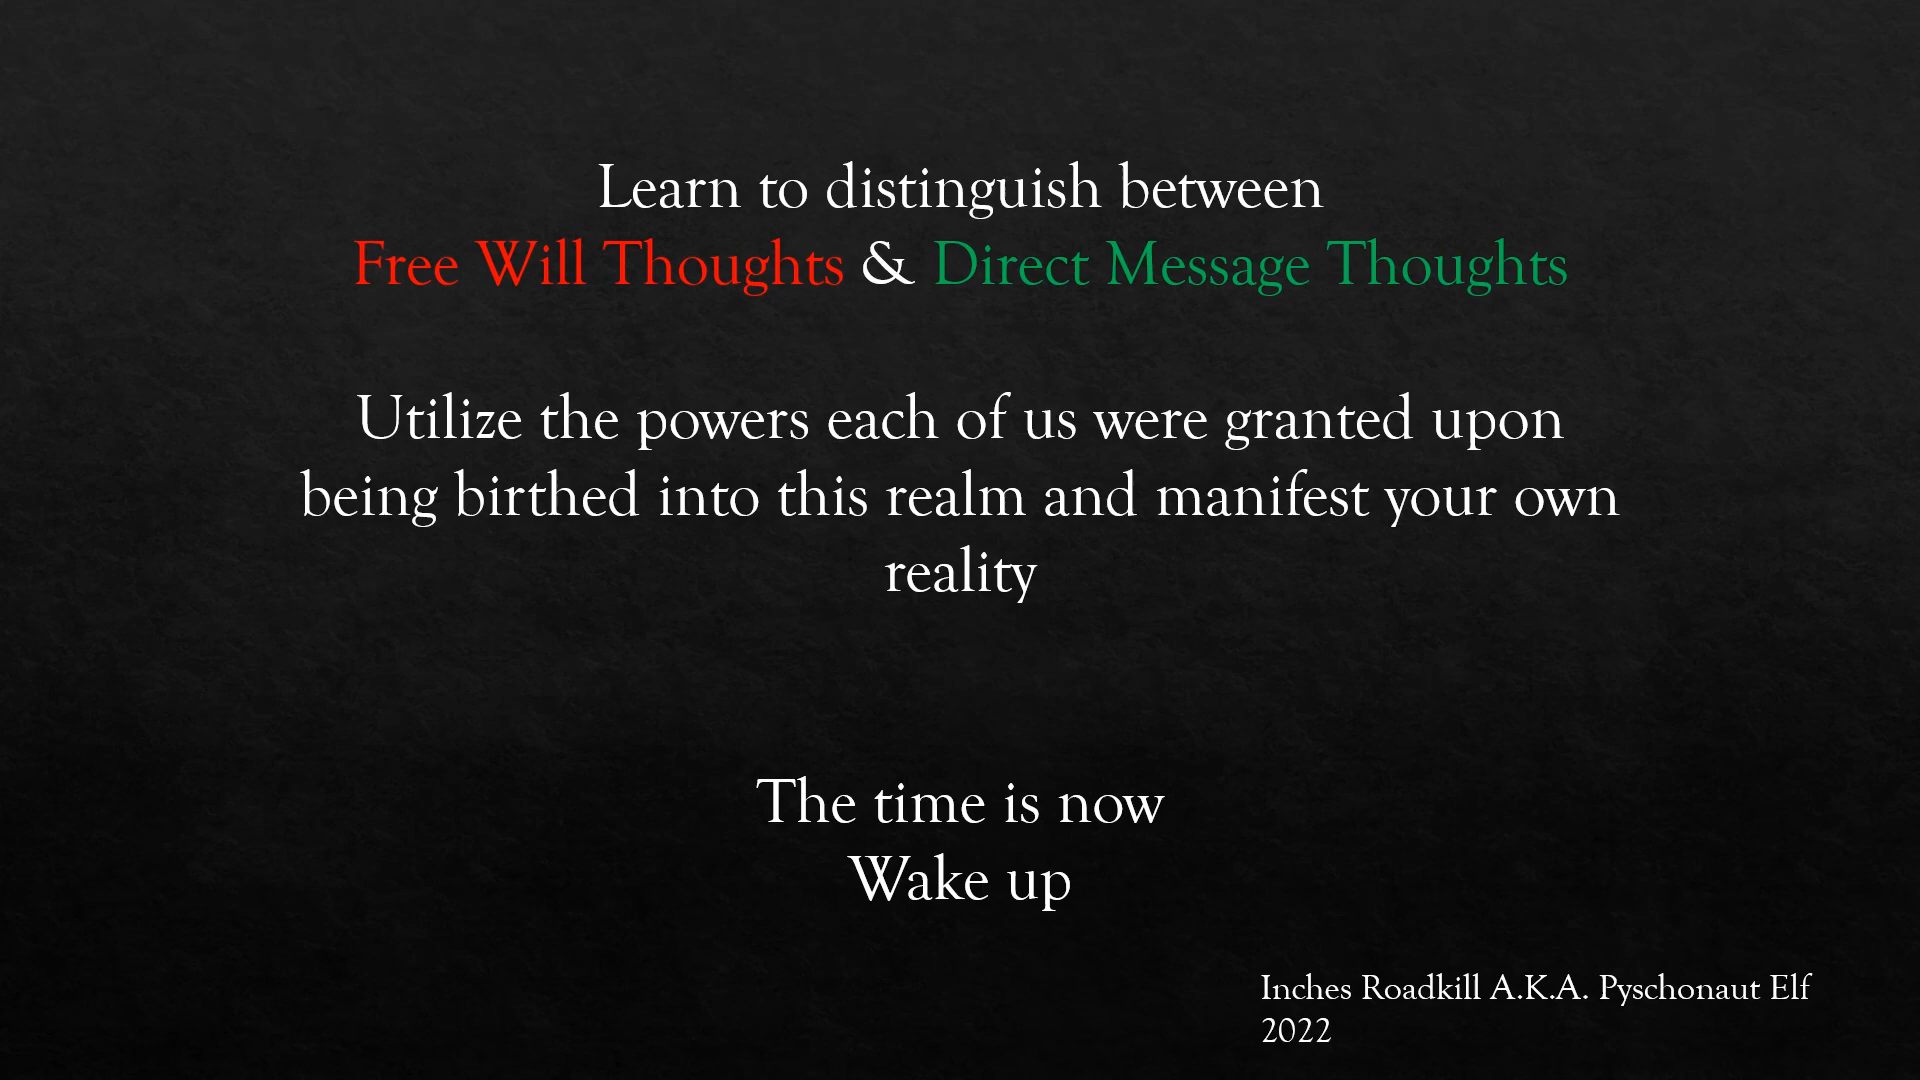 Learn to distinguish between
Free Will Thoughts & Direct Message Thoughts
Utilize the powers each of us were granted upon
being birthed into this realm and manifest your own
reality
The time is now
Wake up
Inches Roadkill A.K.A. Pyschonaut Elf
2022